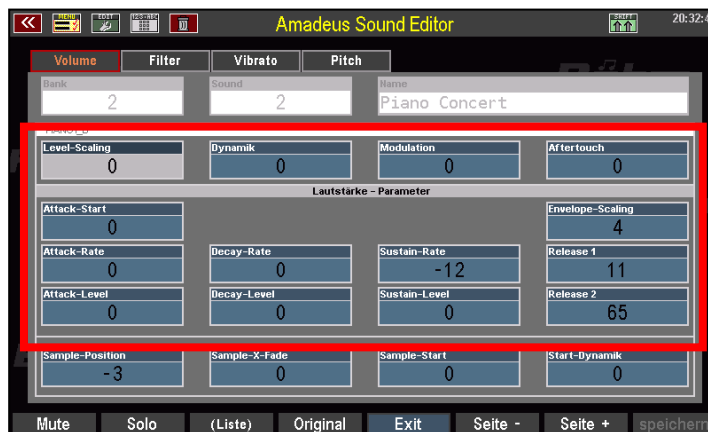 MENU EDIT 123:ABC Amadeus Sound Editor SHIFT 20:32:4
Volume Filter Vibrato Pitch
Bank Sound Name
2 2 Piano Concert
Level-Scaling Dynamik Modulation Aftertouch
0 0 0 0
Lautstärke - Parameter
Attack-Start Envelope-Scaling
0 4
Attack-Rate Decay-Rate Sustain-Rate Release 1
0 0 -12 11
Attack-Level Decay-Level Sustain-Level Release 2
0 0 0 65
Sample-Position Sample-X-Fade Sample-Start Start-Dynamik
-3 0 0 0
Mute Solo (Liste) Original Exit Seite - Seite + speichern